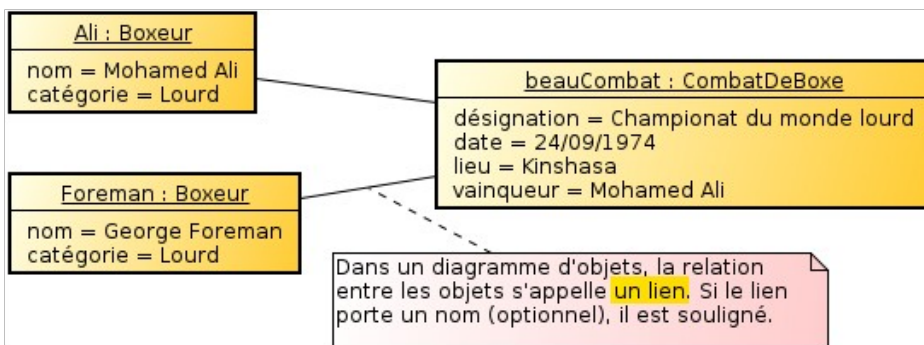 Ali : Boxeur
nom = Mohamed Ali
catégorie = Lourd
beauCombat : CombatDeBoxe
désignation = Championat du monde lourd
date = 24/09/1974
lieu = Kinshasa
vainqueur = Mohamed Ali
Foreman : Boxeur
nom = George Foreman
catégorie = Lourd
Dans un diagramme d'objets, la relation
entre les objets s'appelle un lien. Si le lien
porte un nom (optionnel), il est souligné.